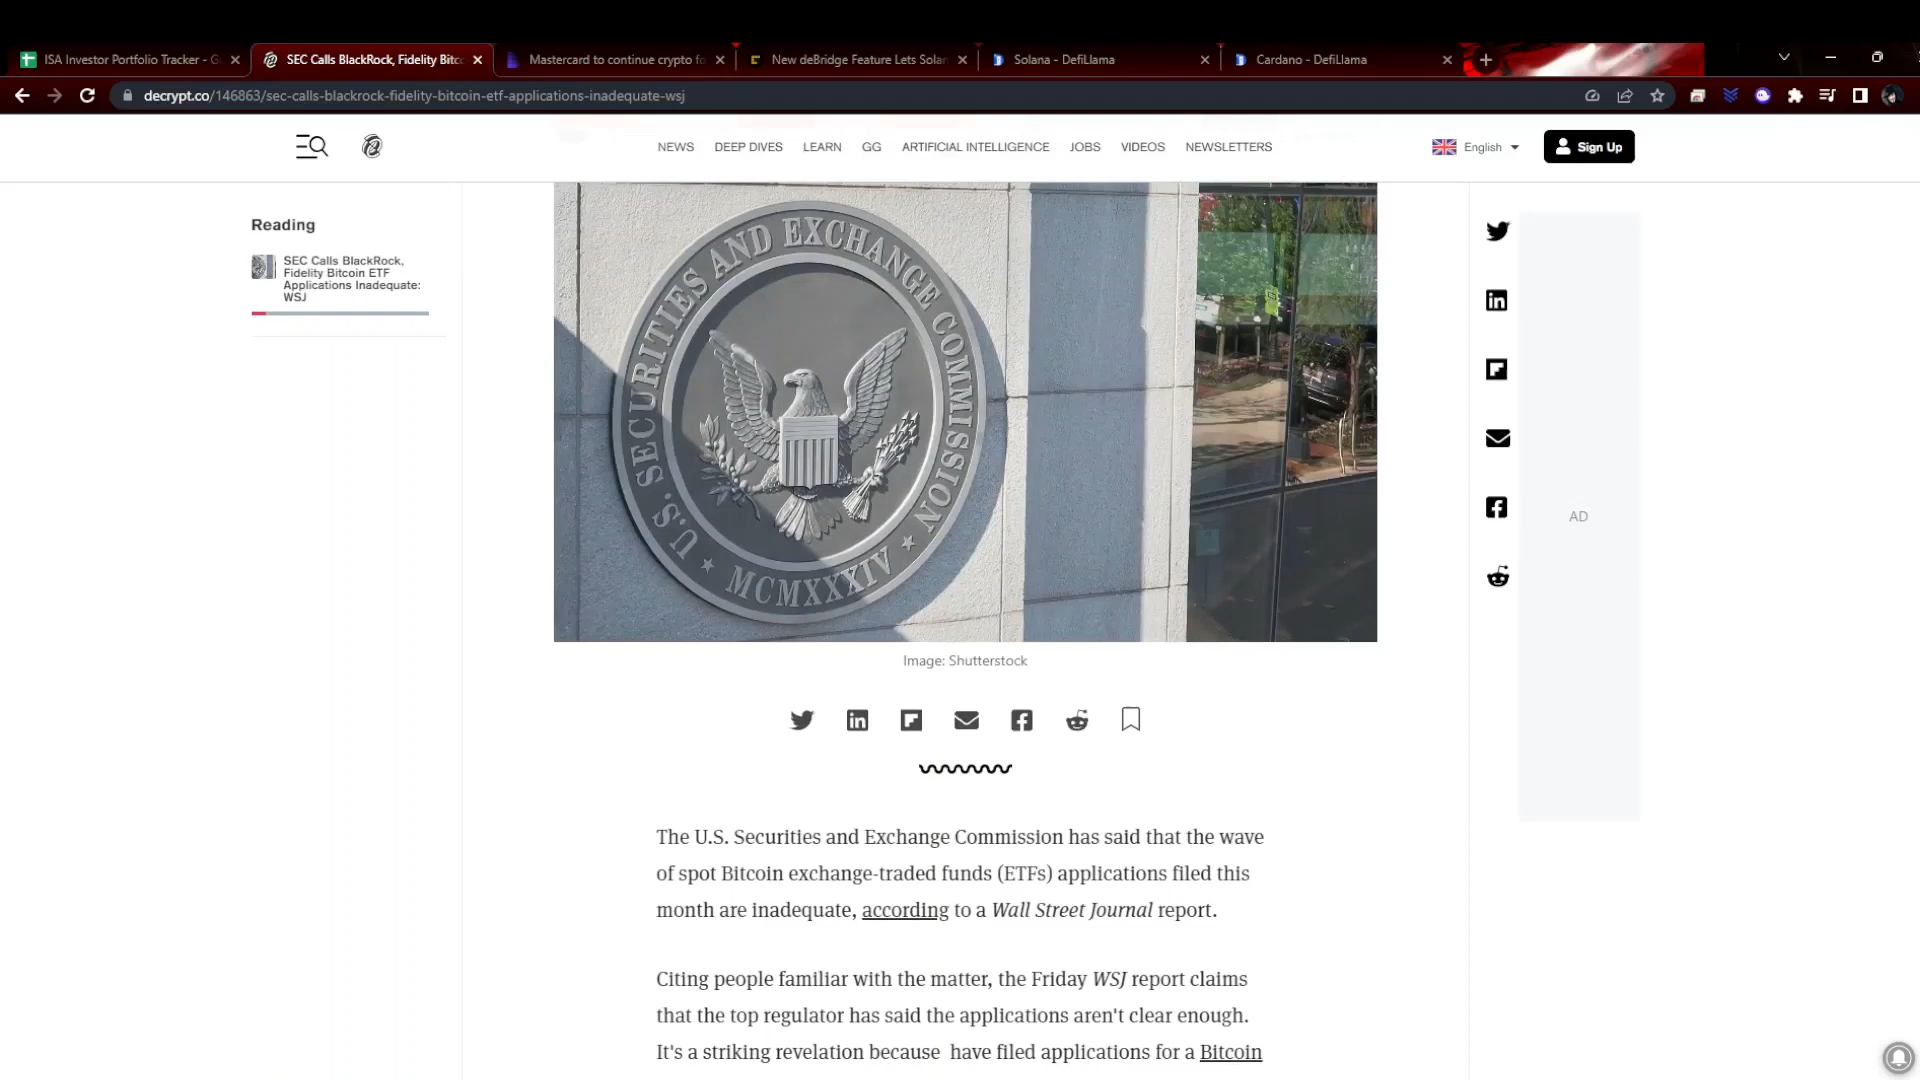 ISA Investor Portfolio Tracker - G
SEC Calls BlackRock, Fidelity Bitc
Mastercard to continue crypto fo
New deBridge Feature Lets Solan
Solana - DefiLlama
Cardano - DefiLlama
decrypt.co/146863/sec-calls-blackrock-fidelity-bitcoin-etf-applications-inadequate-wsj
NEWS
DEEP DIVES
LEARN
GG
ARTIFICIAL INTELLIGENCE
JOBS
VIDEOS
NEWSLETTERS
English
Sign Up
Reading
SEC Calls BlackRock,
Fidelity Bitcoin ETF
Applications Inadequate:
WSJ
U.S. SECURITIES AND EXCHANGE COMMISSION
MCMXXXIV
AD
Image: Shutterstock
The U.S. Securities and Exchange Commission has said that the wave
of spot Bitcoin exchange-traded funds (ETFs) applications filed this
month are inadequate, according to a Wall Street Journal report.
Citing people familiar with the matter, the Friday WSJ report claims
that the top regulator has said the applications aren't clear enough.
It's a striking revelation because have filed applications for a Bitcoin